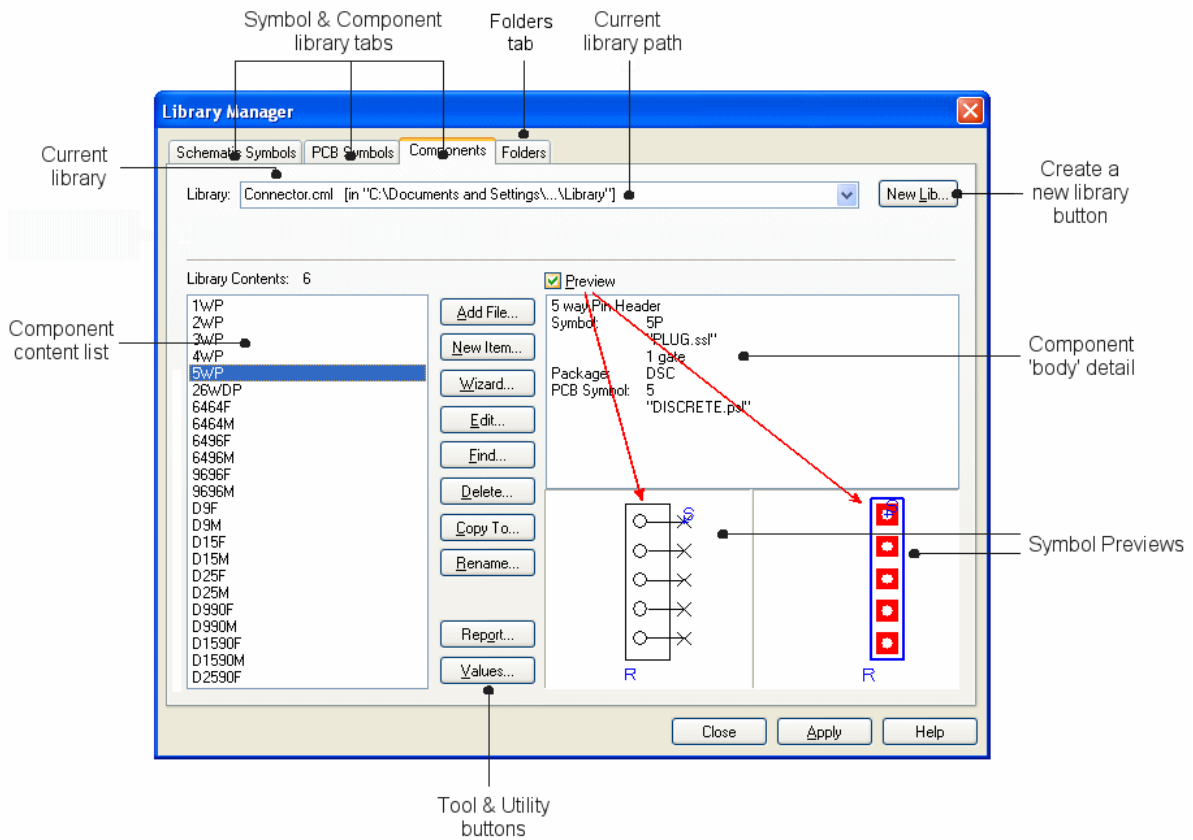 Symbol & Component
library tabs
Folders
tab
Current
library path
Library Manager
Schematic Symbols
PCB Symbols
Components
Folders
Current
library
Library:
Connector.cml [in "C:\Documents and Settings\...\Library"]
New Lib...
Create a
new library
button
Library Contents: 6
Preview
Component
content list
1WP
2WP
3WP
4WP
5WP
26WDP
6464F
6464M
6496F
6496M
9696F
9696M
D9F
D9M
D15F
D15M
D25F
D25M
D990F
D990M
D1590F
D1590M
D2590F
Add File...
New Item...
Wizard...
Edit...
Find...
Delete...
Copy To...
Rename...
Report...
Values...
5 way Pin Header
Symbol: 5P
"PLUG.ssl"
1 gate
Package: DSC
PCB Symbol: 5
"DISCRETE.psl"
Component
'body' detail
S
S
R
R
Symbol Previews
Close
Apply
Help
Tool & Utility
buttons